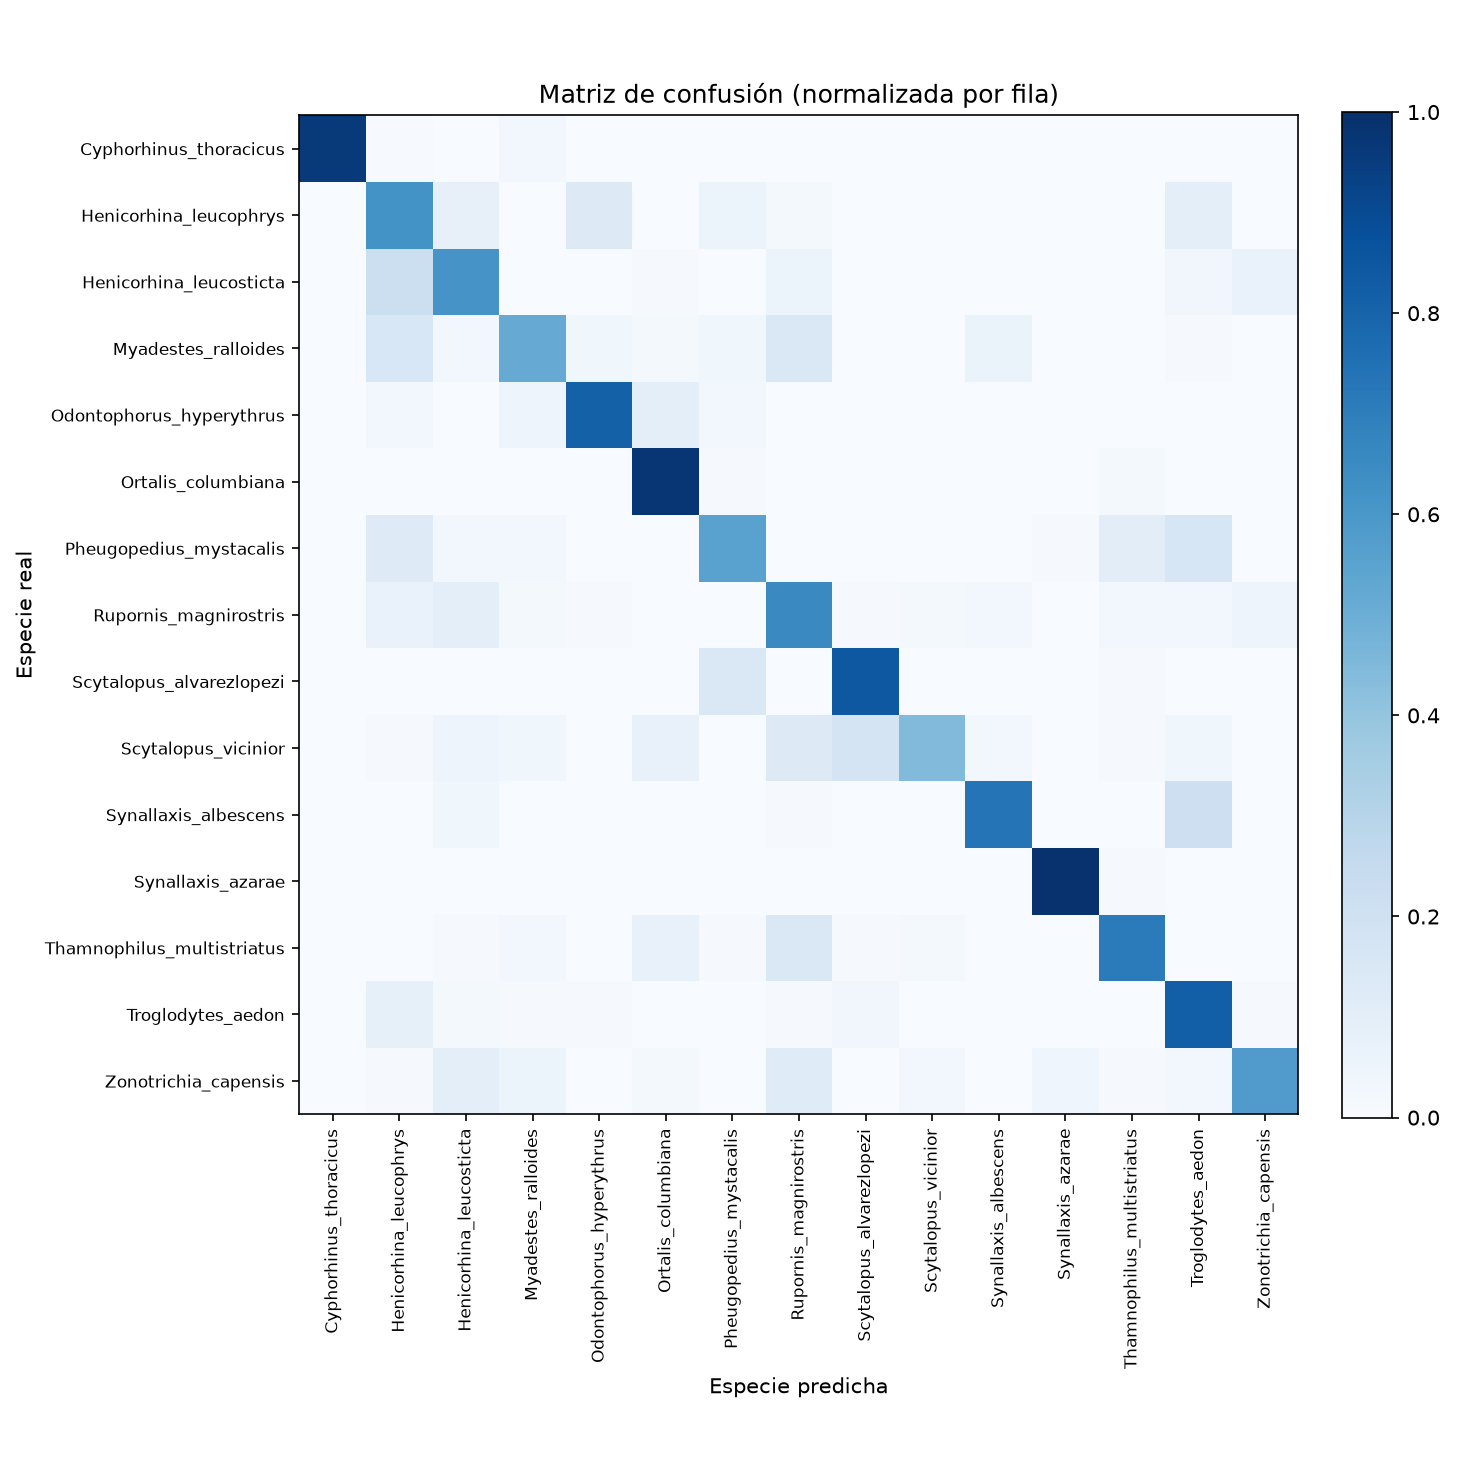 Matriz de confusión (normalizada por fila)
Especie real
Cyphorhinus_thoracicus
Henicorhina_leucophrys
Henicorhina_leucosticta
Myadestes_ralloides
Odontophorus_hyperythrus
Ortalis_columbiana
Pheugopedius_mystacalis
Rupornis_magnirostris
Scytalopus_alvarezlopezi
Scytalopus_vicinior
Synallaxis_albescens
Synallaxis_azarae
Thamnophilus_multistriatus
Troglodytes_aedon
Zonotrichia_capensis
Cyphorhinus_thoracicus
Henicorhina_leucophrys
Henicorhina_leucosticta
Myadestes_ralloides
Odontophorus_hyperythrus
Ortalis_columbiana
Pheugopedius_mystacalis
Rupornis_magnirostris
Scytalopus_alvarezlopezi
Scytalopus_vicinior
Synallaxis_albescens
Synallaxis_azarae
Thamnophilus_multistriatus
Troglodytes_aedon
Zonotrichia_capensis
Especie predicha
1.0
0.8
0.6
0.4
0.2
0.0